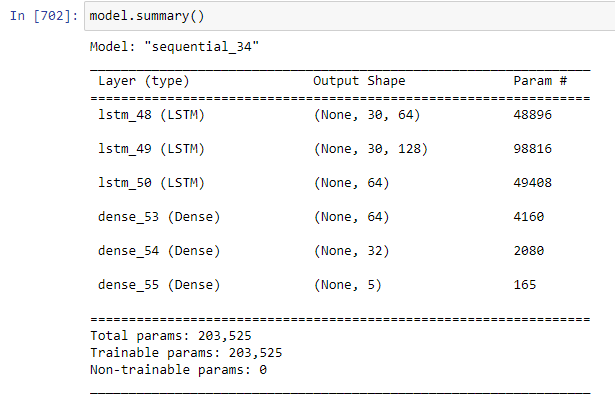 In [702]: model.summary()
Model: "sequential_34"
Layer (type) Output Shape Param #
lstm_48 (LSTM) (None, 30, 64) 48896
lstm_49 (LSTM) (None, 30, 128) 98816
lstm_50 (LSTM) (None, 64) 49408
dense_53 (Dense) (None, 64) 4160
dense_54 (Dense) (None, 32) 2080
dense_55 (Dense) (None, 5) 165
Total params: 203,525
Trainable params: 203,525
Non-trainable params: 0